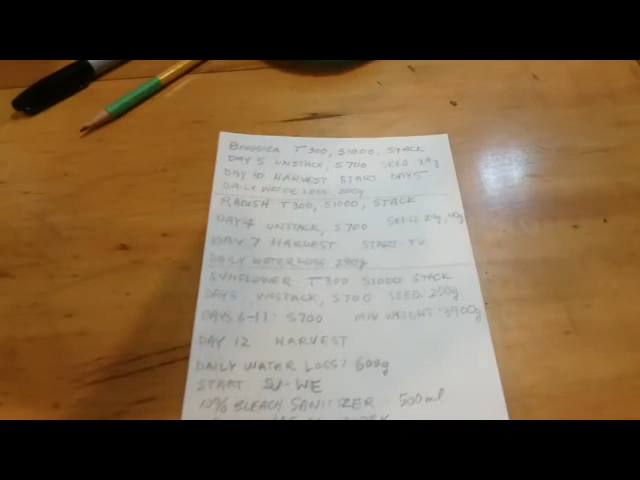 BRASSICA T300, S1000, STACK
DAY 5 UNSTACK, S700 SEED 24g
DAY 10 HARVEST START DAY 5
DAILY WATER LOSS 200g
RADISH T300, S1000, STACK
DAY 4 UNSTACK, S700 SEED
DAY 7 HARVEST START: TU
DAILY WATER LOSS
SUNFLOWER T300 S1000 STACK
DAY 5 UNSTACK, S700 SEED: 250g
DAYS 6-11: S700 MAX WEIGHT: 3900g
DAY 12 HARVEST
DAILY WATER LOSS: 600g
START SU-WE
10% BLEACH SANITIZER 500ml